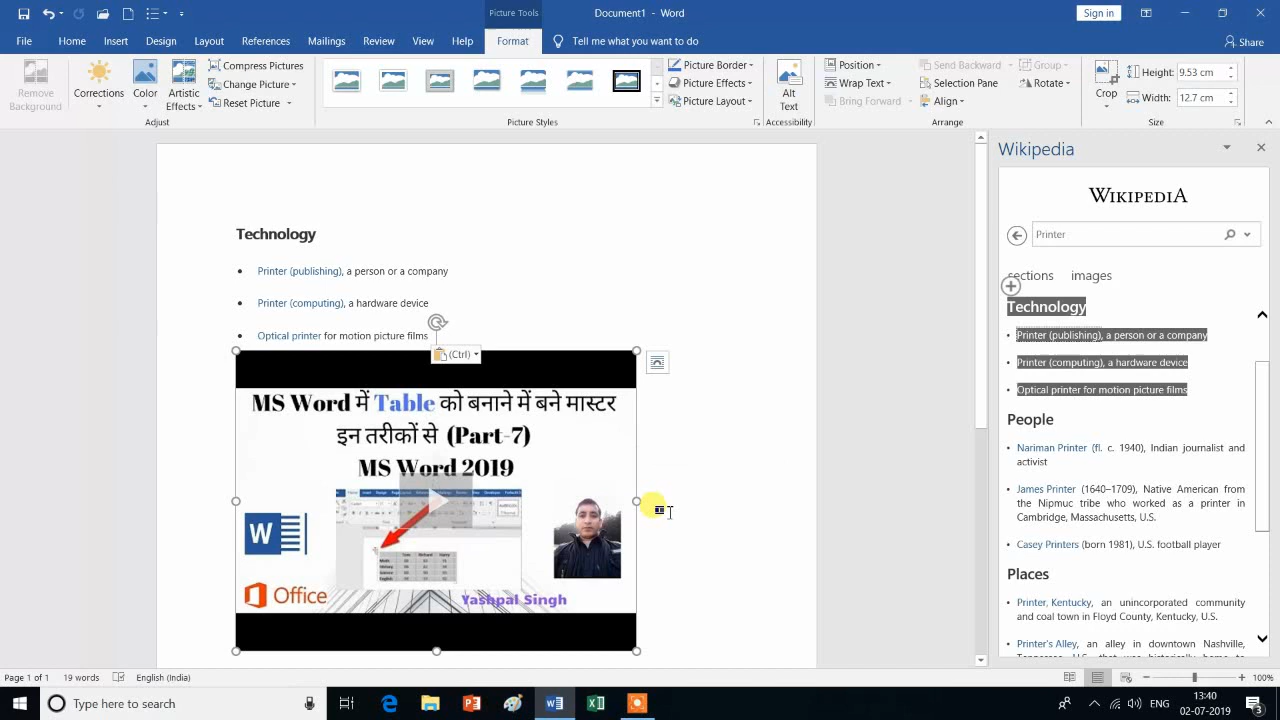 Picture Tools
Document1 - Word
Sign in
File Home Insert Design Layout References Mailings Review View Help Format Tell me what you want to do
Share
Remove Background
Corrections
Color
Artistic Effects
Compress Pictures
Change Picture
Reset Picture
Adjust
Picture Styles
Picture Border
Picture Effects
Picture Layout
Alt Text
Accessibility
Position
Wrap Text
Bring Forward
Send Backward
Selection Pane
Align
Group
Rotate
Arrange
Crop
Height: 9.53 cm
Width: 12.7 cm
Size
Technology
Printer (publishing), a person or a company
Printer (computing), a hardware device
Optical printer for motion picture films
(Ctrl)
MS Word में Table को बनाने में बने मास्टर
इन तरीकों से (Part-7)
MS Word 2019
W
Office
Yashpal Singh
Wikipedia
WIKIPEDIA
Printer
sections images
Technology
Printer (publishing), a person or a company
Printer (computing), a hardware device
Optical printer for motion picture films
People
Nariman Printer (fl. c. 1940), Indian journalist and
activist
James Printer (1640–1709), Native American from
the Nipmuc tribe who worked as a printer in
Cambridge, Massachusetts, U.S.
Casey Printers (born 1981), U.S. football player
Places
Printer, Kentucky, an unincorporated community
and coal town in Floyd County, Kentucky, U.S.
Printer's Alley, an alley in downtown Nashville,
Page 1 of 1 19 words English (India)
100%
Type here to search
ENG
13:40
02-07-2019
3